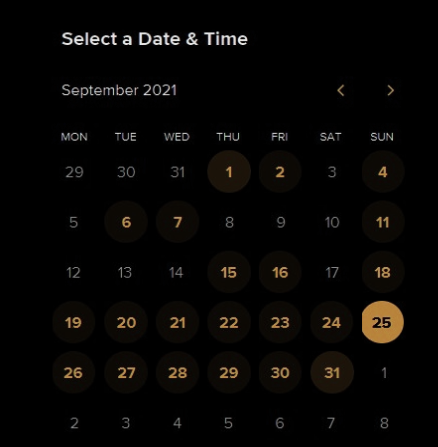 Select a Date & Time
September 2021
MON TUE WED THU FRI SAT SUN
29 30 31 1 2 3 4
5 6 7 8 9 10 11
12 13 14 15 16 17 18
19 20 21 22 23 24 25
26 27 28 29 30 31 1
2 3 4 5 6 7 8